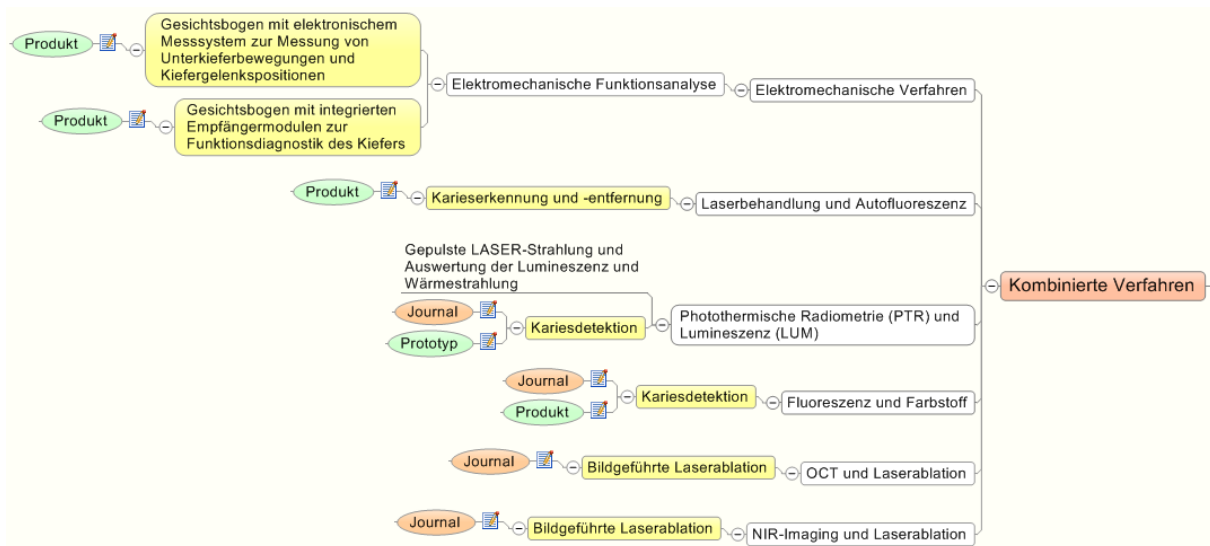 Produkt
Gesichtsbogen mit elektronischem
Messsystem zur Messung von
Unterkieferbewegungen und
Kiefergelenkspositionen
Elektromechanische Funktionsanalyse
Elektromechanische Verfahren
Produkt
Gesichtsbogen mit integrierten
Empfängermodulen zur
Funktionsdiagnostik des Kiefers
Produkt
Karieserkennung und -entfernung
Laserbehandlung und Autofluoreszenz
Gepulste LASER-Strahlung und
Auswertung der Lumineszenz und
Wärmestrahlung
Kombinierte Verfahren
Journal
Prototyp
Kariesdetektion
Photothermische Radiometrie (PTR) und
Lumineszenz (LUM)
Journal
Produkt
Kariesdetektion
Fluoreszenz und Farbstoff
Journal
Bildgeführte Laserablation
OCT und Laserablation
Journal
Bildgeführte Laserablation
NIR-Imaging und Laserablation